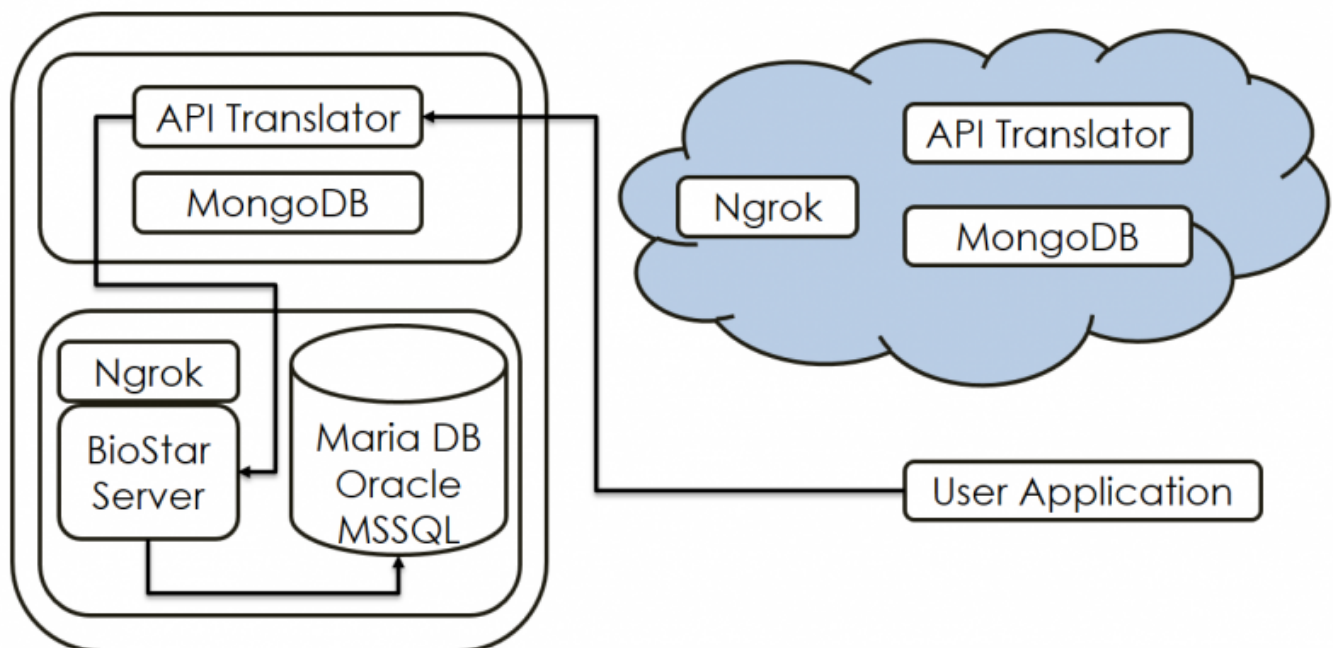 API Translator
MongoDB
Ngrok
BioStar
Server
Maria DB
Oracle
MSSQL
API Translator
Ngrok
MongoDB
User Application